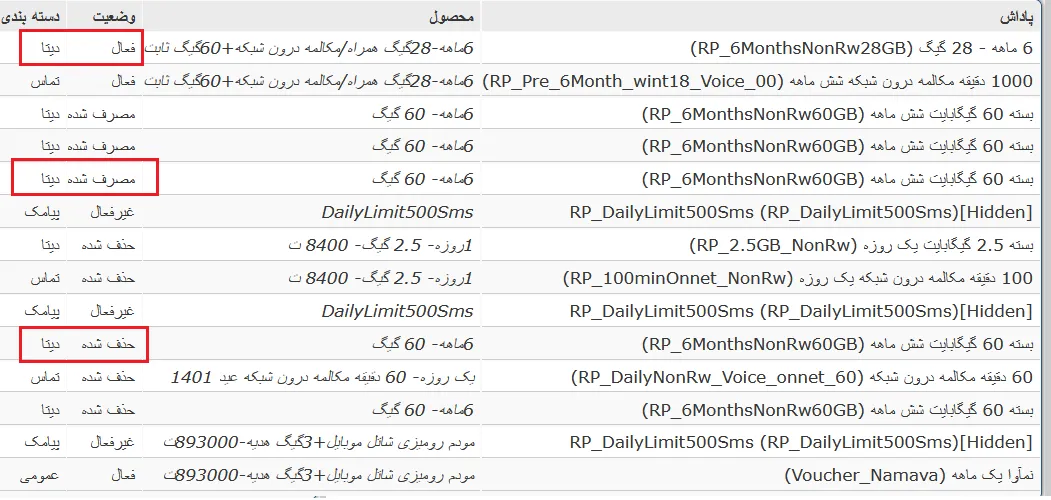 پاداش محصول وضعیت دسته بندی
6 ماهه - 28 گیگ (RP_6MonthsNonRw28GB) 6ماهه-28گیگ همراه/مکالمه درون شبکه+60گیگ ثابت فعال دیتا
1000 دقیقه مکالمه درون شبکه شش ماهه (RP_Pre_6Month_wint18_Voice_00) 6ماهه-28گیگ همراه/مکالمه درون شبکه+60گیگ ثابت فعال تماس
بسته 60 گیگابایت شش ماهه (RP_6MonthsNonRw60GB) 6ماهه- 60 گیگ مصرف شده دیتا
بسته 60 گیگابایت شش ماهه (RP_6MonthsNonRw60GB) 6ماهه- 60 گیگ مصرف شده دیتا
بسته 60 گیگابایت شش ماهه (RP_6MonthsNonRw60GB) 6ماهه- 60 گیگ مصرف شده دیتا
RP_DailyLimit500Sms (RP_DailyLimit500Sms)[Hidden] DailyLimit500Sms غیرفعال پیامک
بسته 2.5 گیگابایت یک روزه (RP_2.5GB_NonRw) 1روزه- 2.5 گیگ- 8400 ت حذف شده دیتا
100 دقیقه مکالمه درون شبکه یک روزه (RP_100minOnnet_NonRw) 1روزه- 2.5 گیگ- 8400 ت حذف شده تماس
RP_DailyLimit500Sms (RP_DailyLimit500Sms)[Hidden] DailyLimit500Sms غیرفعال پیامک
بسته 60 گیگابایت شش ماهه (RP_6MonthsNonRw60GB) 6ماهه- 60 گیگ حذف شده دیتا
60 دقیقه مکالمه درون شبکه (RP_DailyNonRw_Voice_onnet_60) یک روزه- 60 دقیقه مکالمه درون شبکه عید 1401 حذف شده تماس
بسته 60 گیگابایت شش ماهه (RP_6MonthsNonRw60GB) 6ماهه- 60 گیگ حذف شده دیتا
RP_DailyLimit500Sms (RP_DailyLimit500Sms)[Hidden] مودم رومیزی شاتل موبایل+3گیگ هدیه-893000ت غیرفعال پیامک
نمآوا یک ماهه (Voucher_Namava) مودم رومیزی شاتل موبایل+3گیگ هدیه-893000ت فعال عمومی